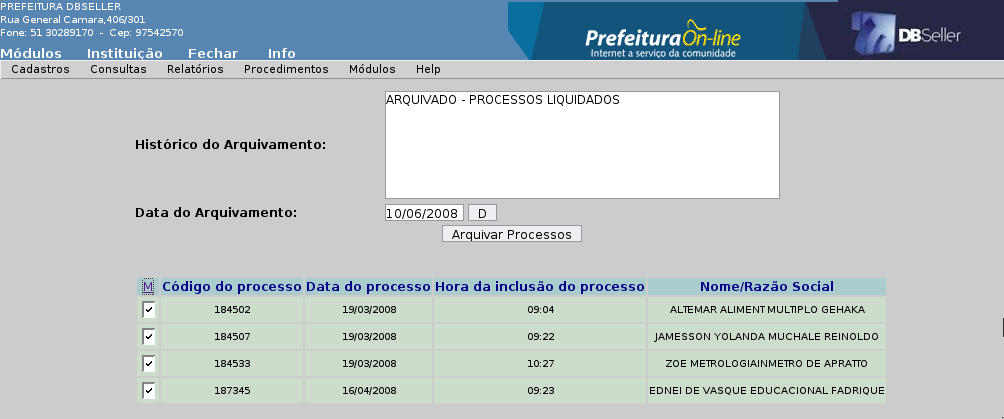 PREFEITURA DBSELLER
Rua General Camara,406/301
Fone: 51 30289170 - Cep: 97542570
Prefeitura On-line
Internet a serviço da comunidade
DBSeller
Módulos Instituição Fechar Info
Cadastros Consultas Relatórios Procedimentos Módulos Help
Histórico do Arquivamento:
ARQUIVADO - PROCESSOS LIQUIDADOS
Data do Arquivamento: 10/06/2008 D
Arquivar Processos
M Código do processo Data do processo Hora da inclusão do processo Nome/Razão Social
184502 19/03/2008 09:04 ALTEMAR ALIMENT MULTIPLO GEHAKA
184507 19/03/2008 09:22 JAMESSON YOLANDA MUCHALE REINOLDO
184533 19/03/2008 10:27 ZOE METROLOGIAINMETRO DE APRATTO
187345 16/04/2008 09:23 EDNEI DE VASQUE EDUCACIONAL FADRIQUE